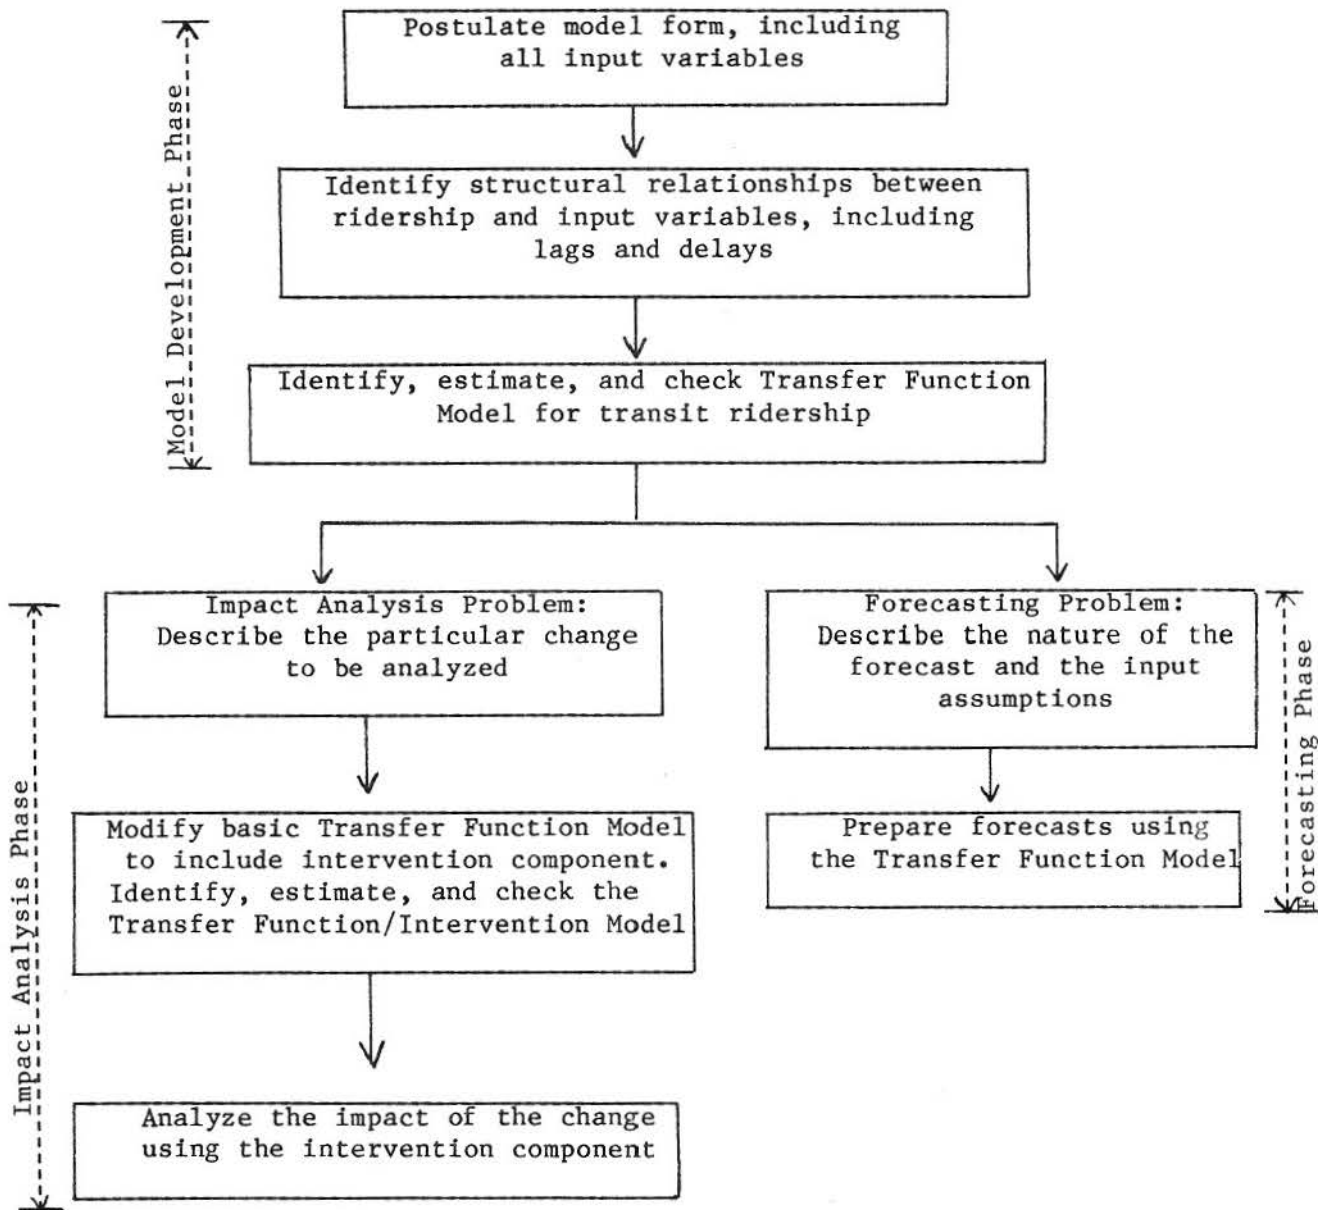 Postulate model form, including
all input variables
Model Development Phase
Identify structural relationships between
ridership and input variables, including
lags and delays
Identify, estimate, and check Transfer Function
Model for transit ridership
Impact Analysis Phase
Impact Analysis Problem:
Describe the particular change
to be analyzed
Modify basic Transfer Function Model
to include intervention component.
Identify, estimate, and check the
Transfer Function/Intervention Model
Analyze the impact of the change
using the intervention component
Forecasting Problem:
Describe the nature of the
forecast and the input
assumptions
Prepare forecasts using
the Transfer Function Model
Forecasting Phase